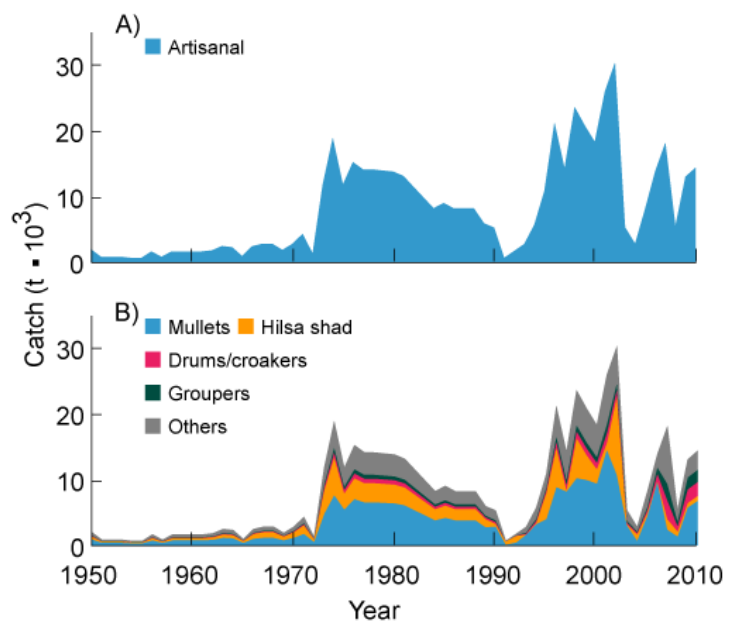 A)
Artisanal
30
20
10
0
Catch (t ▪ 10³)
B)
Mullets Hilsa shad
Drums/croakers
Groupers
Others
30
20
10
0
1950 1960 1970 1980 1990 2000 2010
Year